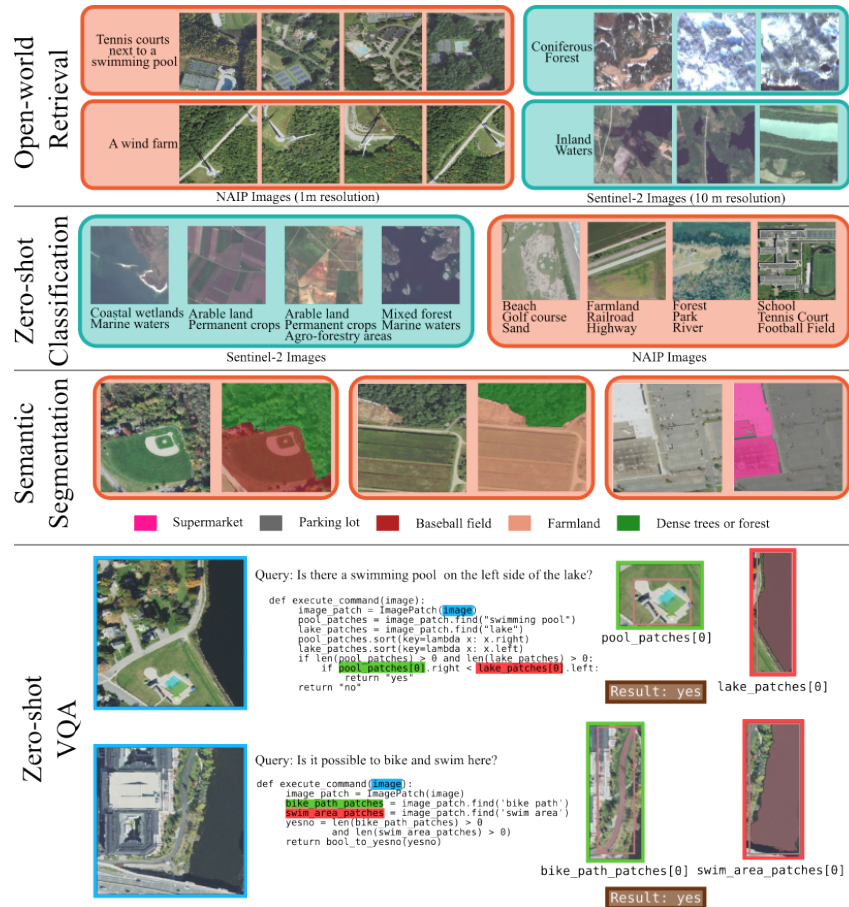 Open-world
Retrieval
Tennis courts
next to a
swimming pool
A wind farm
NAIP Images (1m resolution)
Coniferous
Forest
Inland
Waters
Sentinel-2 Images (10 m resolution)
Zero-shot
Classification
Coastal wetlands
Marine waters
Arable land
Permanent crops
Arable land
Permanent crops
Agro-forestry areas
Mixed forest
Marine waters
Sentinel-2 Images
Beach
Golf course
Sand
Farmland
Railroad
Highway
Forest
Park
River
School
Tennis Court
Football Field
NAIP Images
Semantic
Segmentation
Supermarket
Parking lot
Baseball field
Farmland
Dense trees or forest
Zero-shot
VQA
Query: Is there a swimming pool on the left side of the lake?
def execute_command(image):
image_patch = ImagePatch(image)
pool_patches = image_patch.find("swimming pool")
lake_patches = image_patch.find("lake")
pool_patches.sort(key=lambda x: x.right)
lake_patches.sort(key=lambda x: x.left)
if len(pool_patches) > 0 and len(lake_patches) > 0:
if pool_patches[0].right < lake_patches[0].left:
return "yes"
return "no"
pool_patches[0]
lake_patches[0]
Result: yes
Query: Is it possible to bike and swim here?
def execute_command(image):
image_patch = ImagePatch(image)
bike_path_patches = image_patch.find('bike path')
swim_area_patches = image_patch.find('swim area')
yesno = len(bike_path_patches) > 0
and len(swim_area_patches) > 0)
return bool_to_yesno(yesno)
bike_path_patches[0]
swim_area_patches[0]
Result: yes